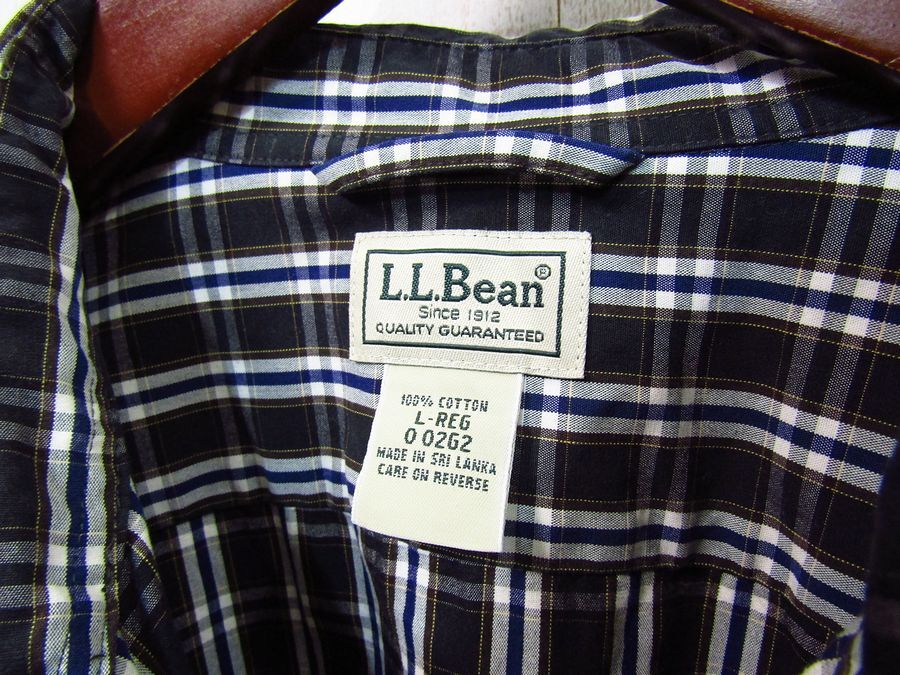 L.L.Bean®
Since 1912
QUALITY GUARANTEED
100% COTTON
L-REG
0 02G2
MADE IN SRI LANKA
CARE ON REVERSE